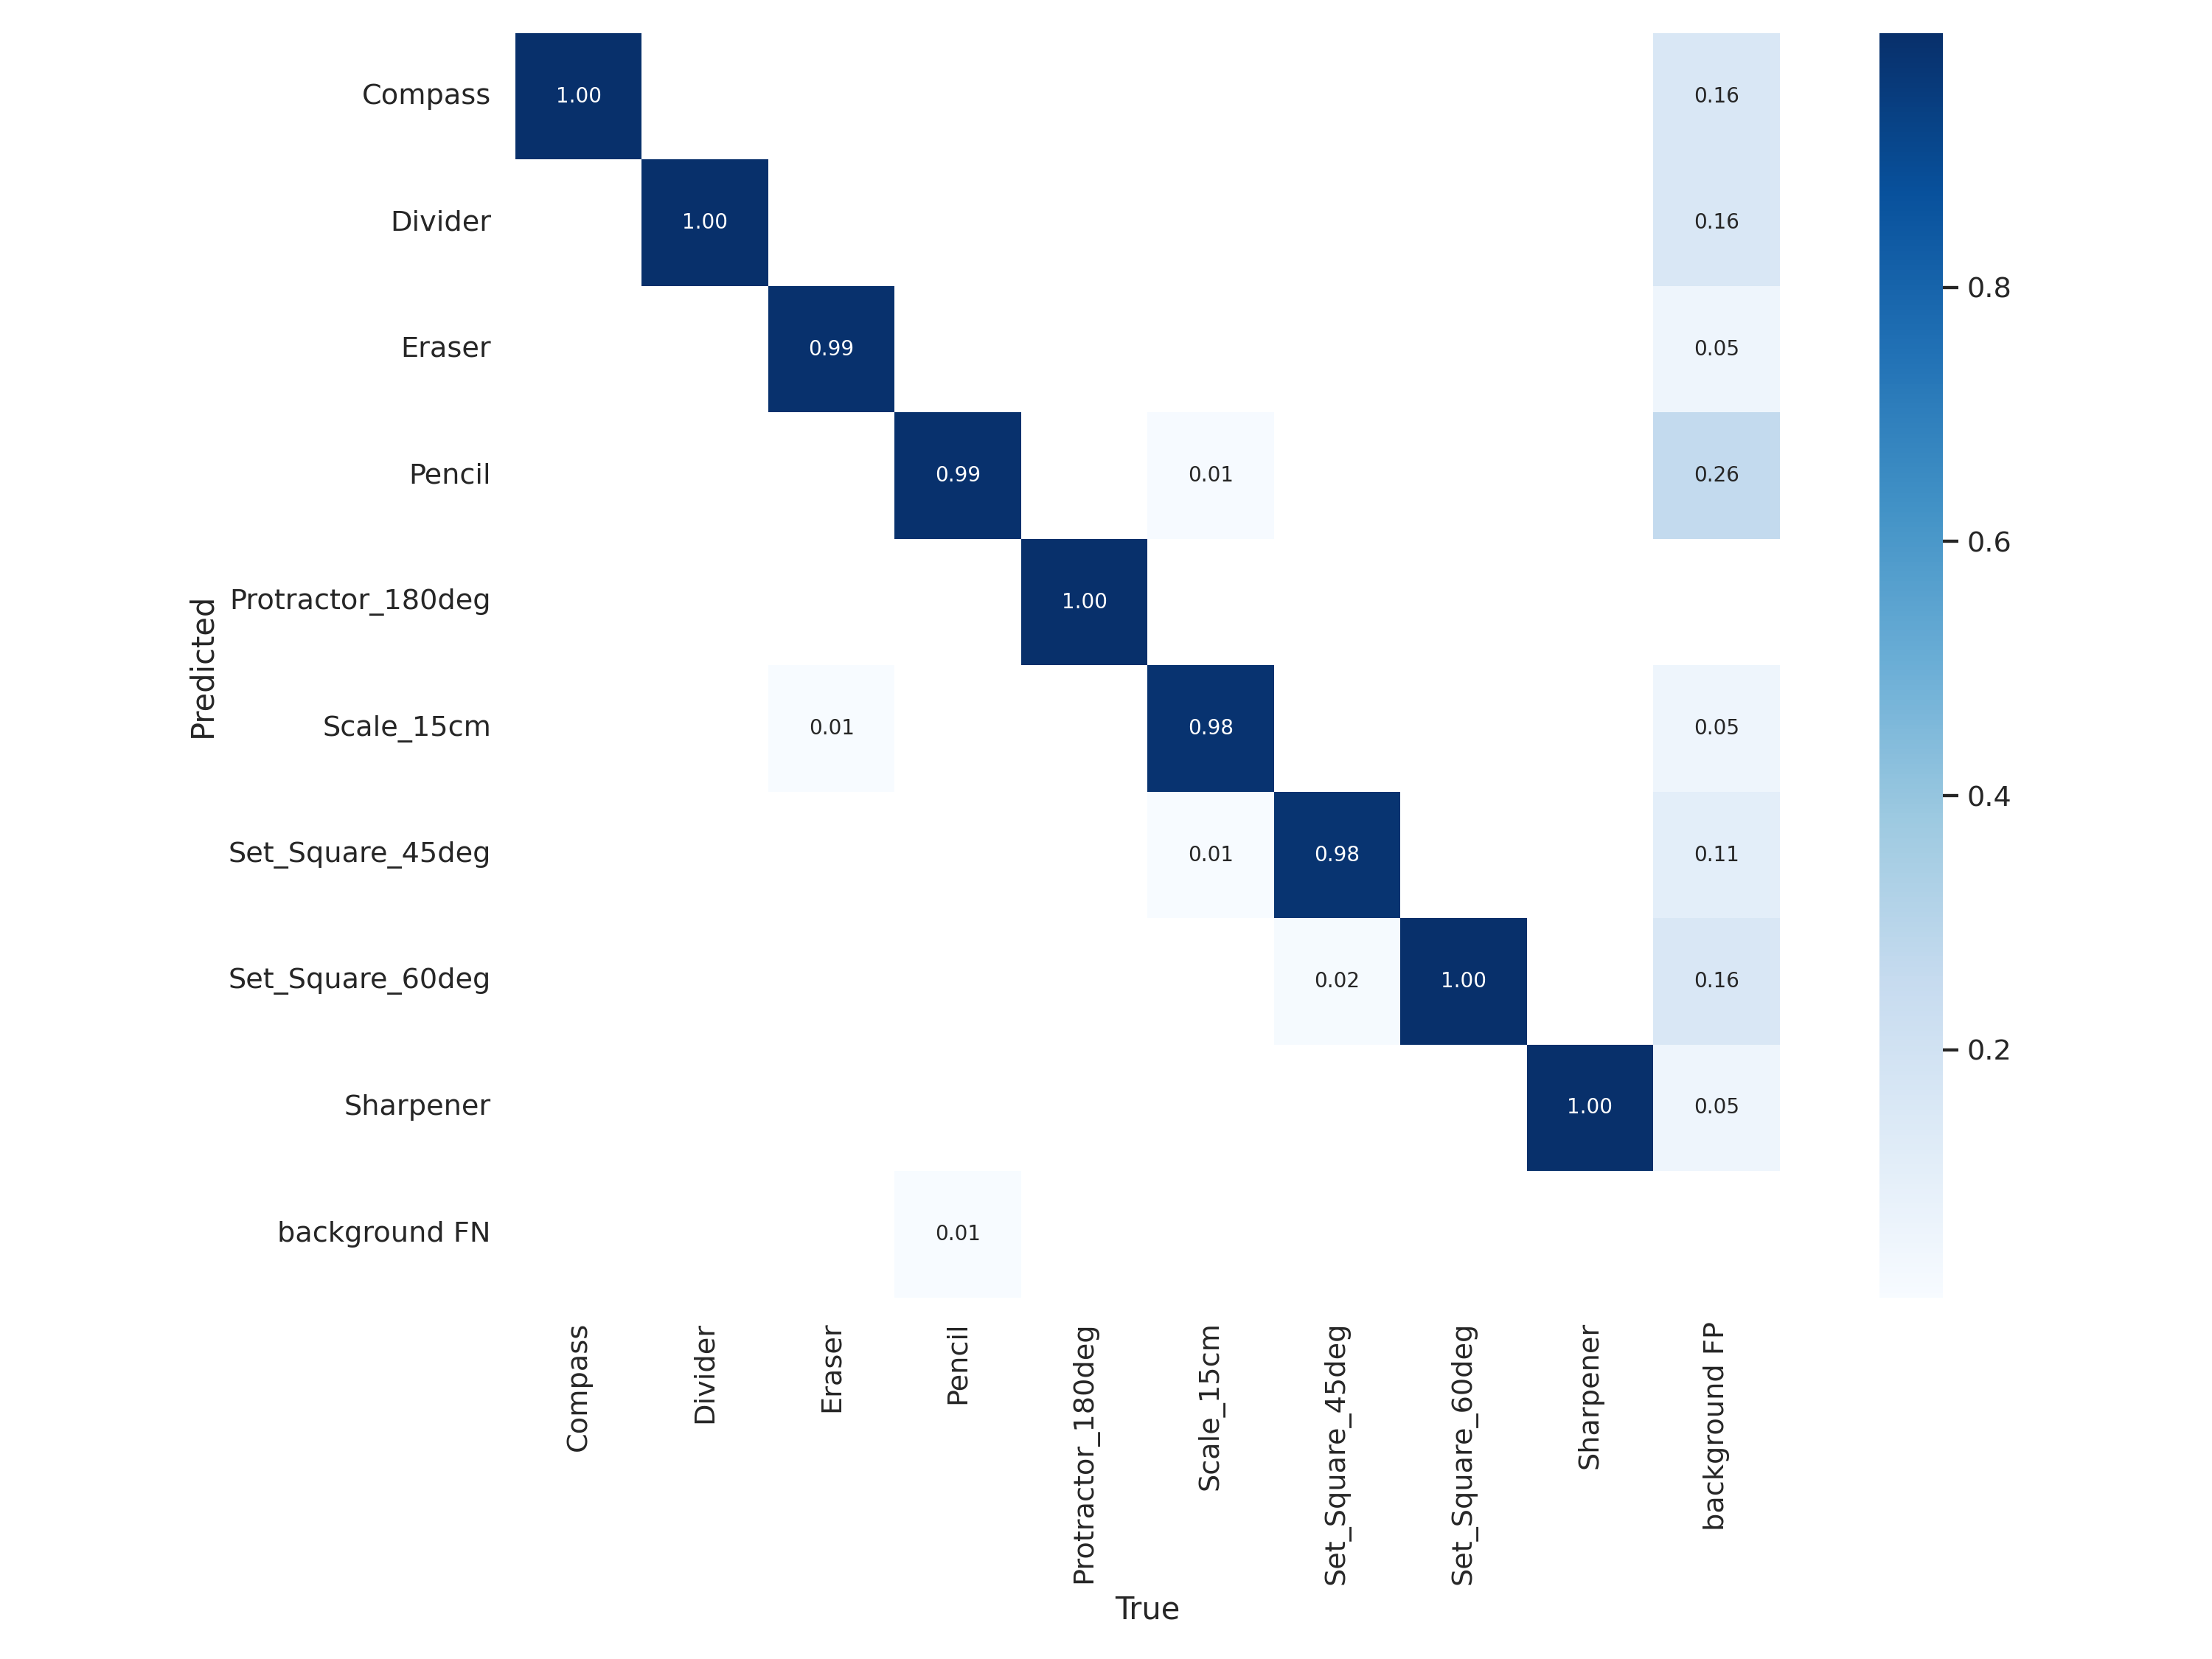 Compass 1.00 0.16
Divider 1.00 0.16
Eraser 0.99 0.05
Pencil 0.99 0.01 0.26
Protractor_180deg 1.00
Scale_15cm 0.01 0.98 0.05
Set_Square_45deg 0.01 0.98 0.11
Set_Square_60deg 0.02 1.00 0.16
Sharpener 1.00 0.05
background FN 0.01
Predicted
Compass
Divider
Eraser
Pencil
Protractor_180deg
Scale_15cm
Set_Square_45deg
Set_Square_60deg
Sharpener
background FP
True
0.8
0.6
0.4
0.2